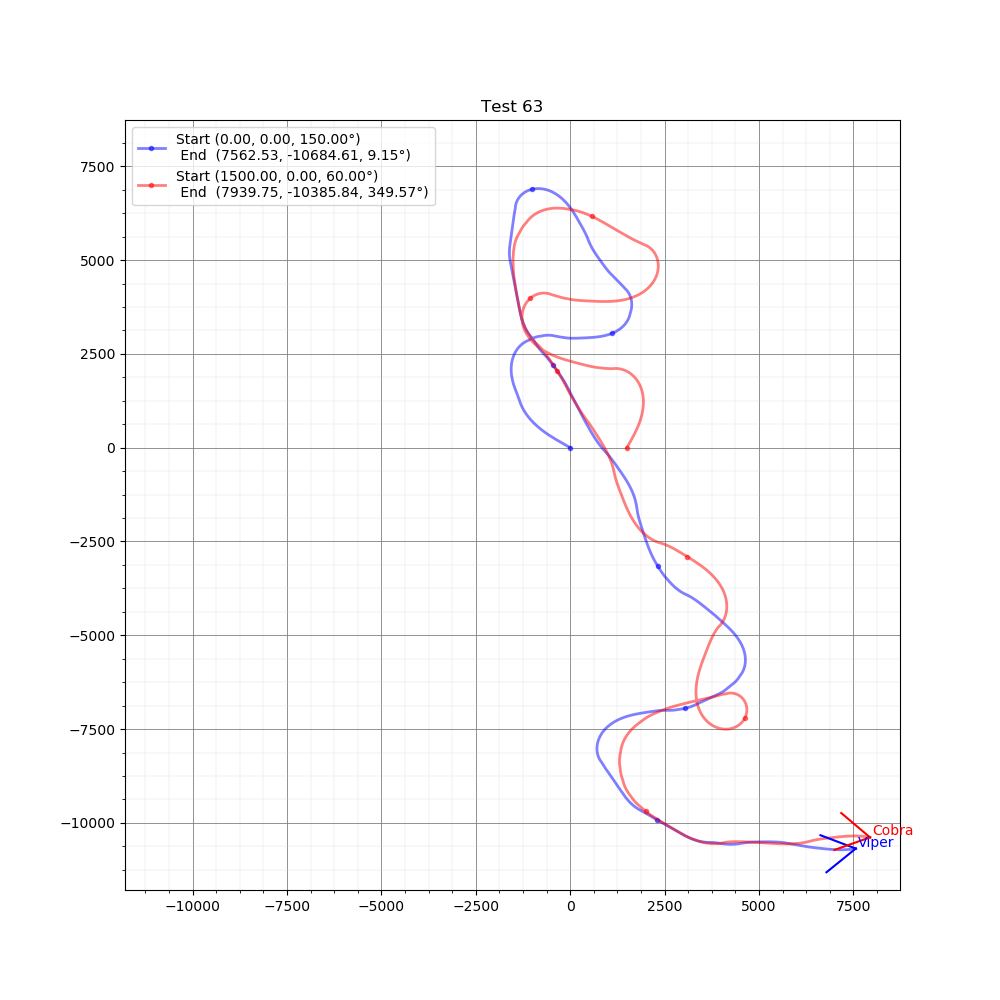 Test 63
Start (0.00, 0.00, 150.00°)
End  (7562.53, -10684.61, 9.15°)
Start (1500.00, 0.00, 60.00°)
End  (7939.75, -10385.84, 349.57°)
7500
5000
2500
0
−2500
−5000
−7500
−10000
Cobra
Viper
−10000 −7500 −5000 −2500 0 2500 5000 7500